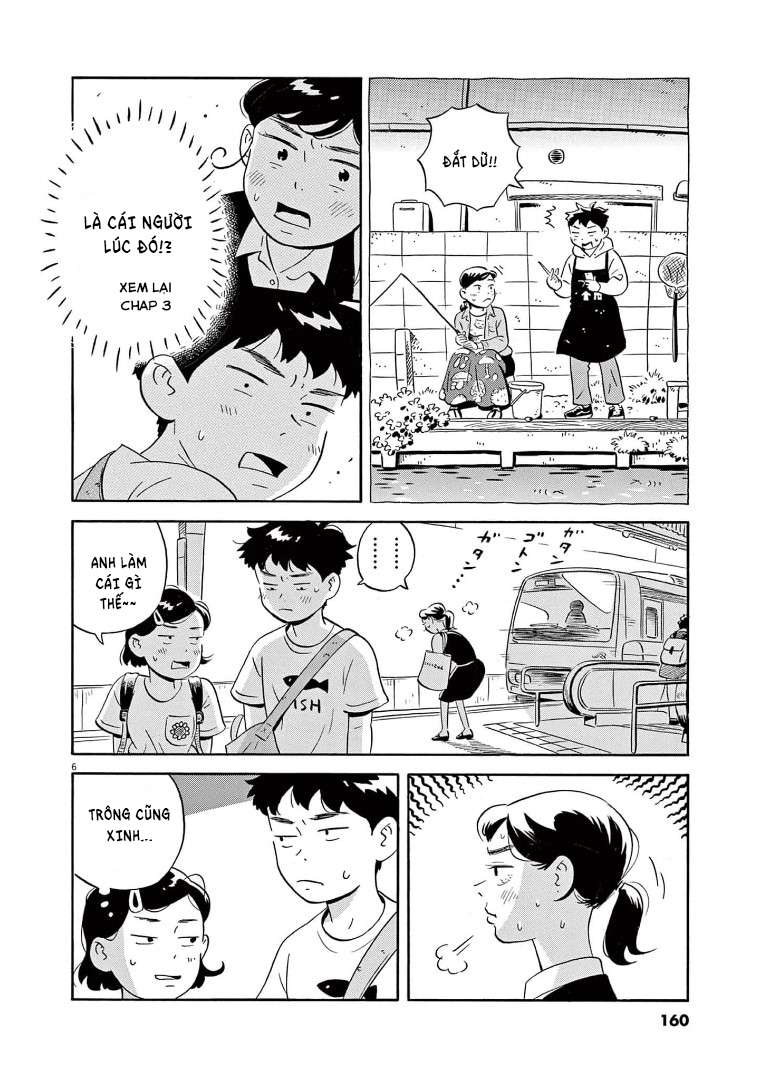 ĐẮT DỮ!!
LÀ CÁI NGƯỜI
LÚC ĐÓ!?
XEM LẠI
CHAP 3
ガタン
ゴトン
ガタン…
ANH LÀM
CÁI GÌ
THẾ~~
ISH
6
TRÔNG CŨNG
XINH...
160